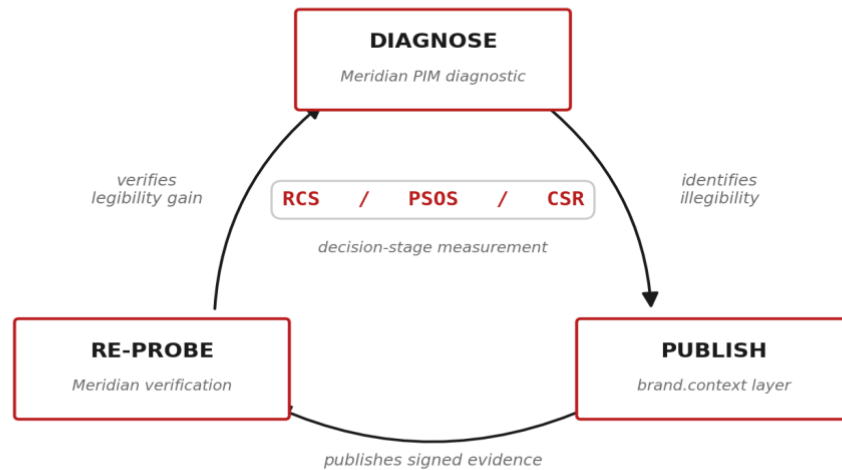 DIAGNOSE
Meridian PIM diagnostic
verifies
legibility gain
identifies
illegibility
RCS / PSOS / CSR
decision-stage measurement
RE-PROBE
Meridian verification
PUBLISH
brand.context layer
publishes signed evidence